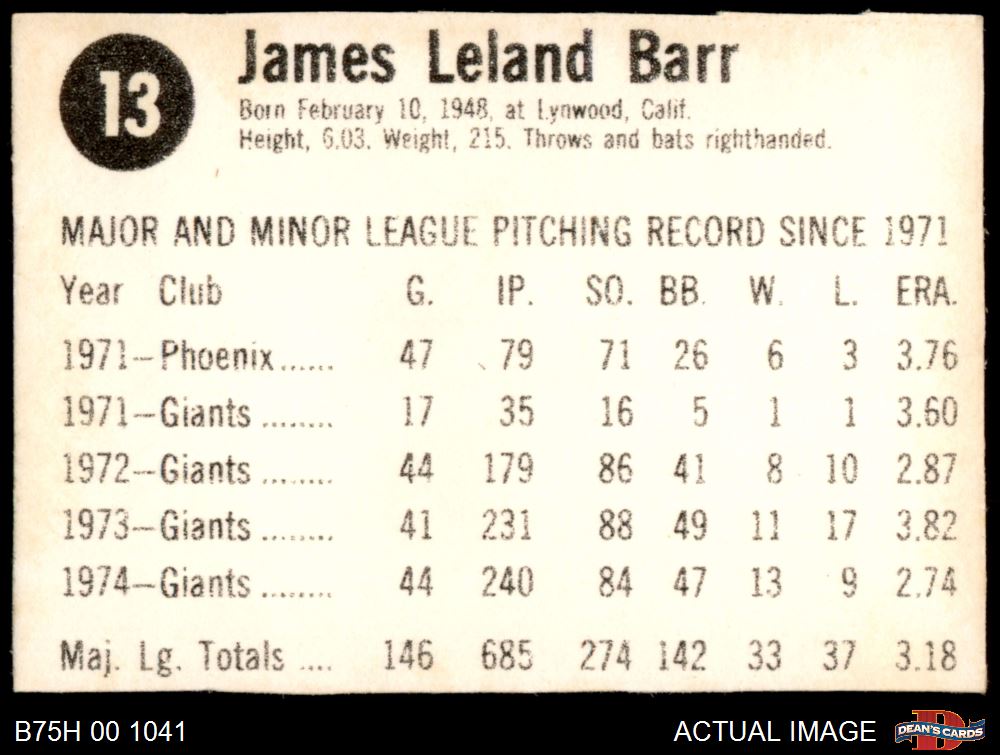 13
James Leland Barr
Born February 10, 1948, at Lynwood, Calif.
Height, 6.03. Weight, 215. Throws and bats righthanded.
MAJOR AND MINOR LEAGUE PITCHING RECORD SINCE 1971
Year Club G. IP. SO. BB. W. L. ERA.
1971—Phoenix...... 47 79 71 26 6 3 3.76
1971—Giants ........ 17 35 16 5 1 1 3.60
1972—Giants ........ 44 179 86 41 8 10 2.87
1973—Giants ........ 41 231 88 49 11 17 3.82
1974—Giants ........ 44 240 84 47 13 9 2.74
Maj. Lg. Totals .... 146 685 274 142 33 37 3.18
B75H 00 1041 ACTUAL IMAGE DEAN'S CARDS